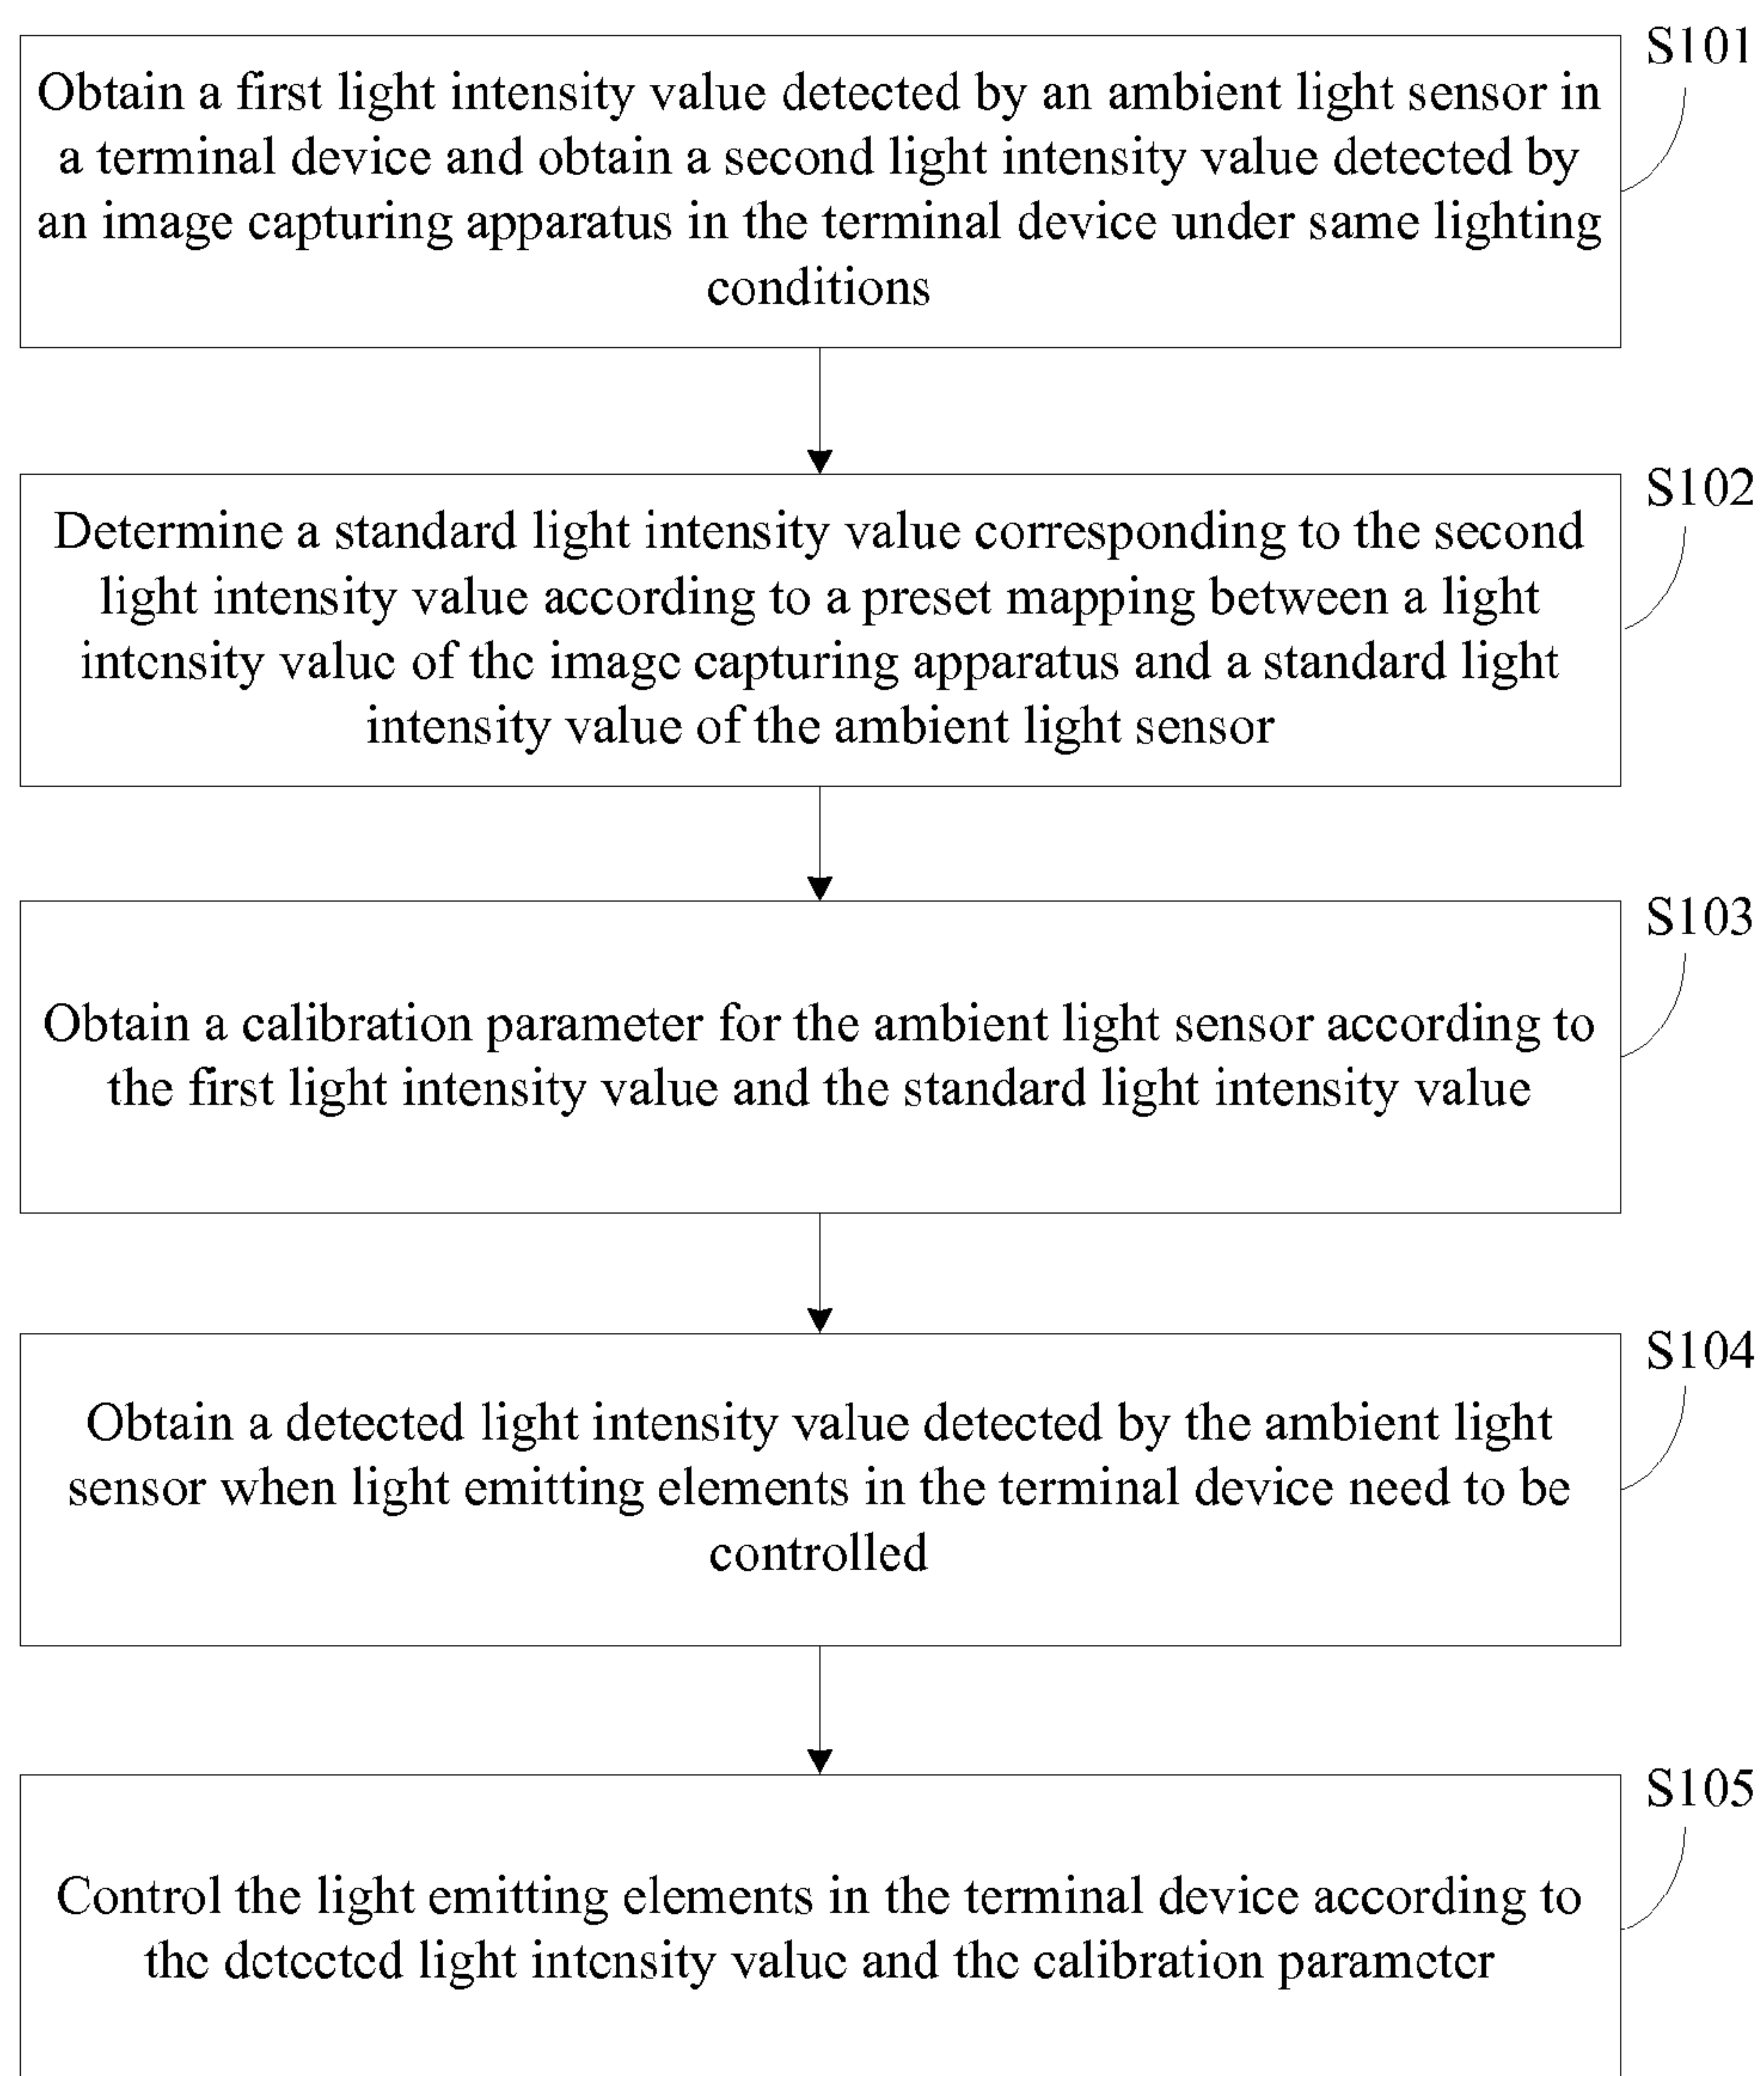 S101
Obtain a first light intensity value detected by an ambient light sensor in
a terminal device and obtain a second light intensity value detected by
an image capturing apparatus in the terminal device under same lighting
conditions
S102
Determine a standard light intensity value corresponding to the second
light intensity value according to a preset mapping between a light
intensity value of the image capturing apparatus and a standard light
intensity value of the ambient light sensor
S103
Obtain a calibration parameter for the ambient light sensor according to
the first light intensity value and the standard light intensity value
S104
Obtain a detected light intensity value detected by the ambient light
sensor when light emitting elements in the terminal device need to be
controlled
S105
Control the light emitting elements in the terminal device according to
the detected light intensity value and the calibration parameter